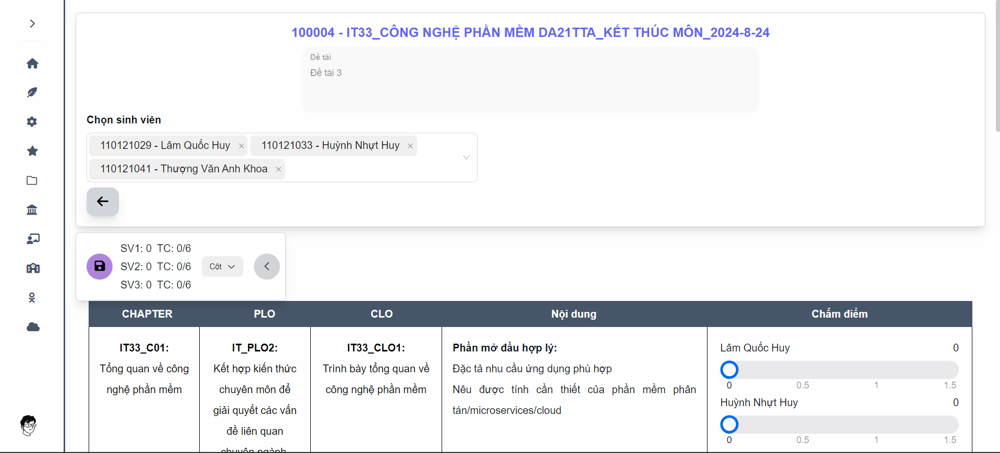 100004 - IT33_CÔNG NGHỆ PHẦN MỀM DA21TTA_KẾT THÚC MÔN_2024-8-24
Đề tài
Đề tài 3
Chọn sinh viên
110121029 - Lâm Quốc Huy
110121033 - Huỳnh Nhựt Huy
110121041 - Thượng Văn Anh Khoa
SV1: 0 TC: 0/6
SV2: 0 TC: 0/6
SV3: 0 TC: 0/6
Cột
CHAPTER
PLO
CLO
Nội dung
Chấm điểm
IT33_C01:
Tổng quan về công
nghệ phần mềm
IT_PLO2:
Kết hợp kiến thức
chuyên môn để
giải quyết các vấn
đề liên quan
chuyên ngành
IT33_CLO1:
Trình bày tổng quan về
công nghệ phần mềm
Phần mở đầu hợp lý:
Đặc tả nhu cầu ứng dụng phù hợp
Nêu được tính cần thiết của phần mềm phân
tán/microservices/cloud
Lâm Quốc Huy 0
0 0.5 1 1.5
Huỳnh Nhựt Huy 0
0 0.5 1 1.5